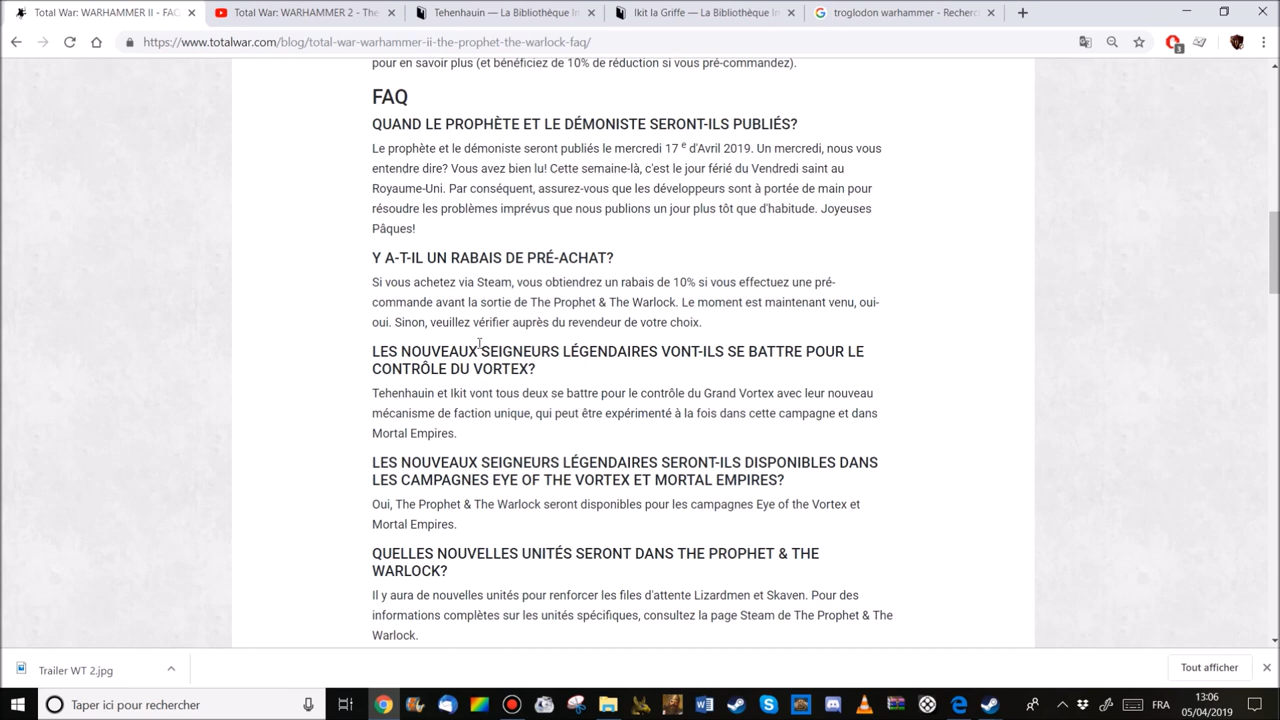 Total War: WARHAMMER II - FAQ
Total War: WARHAMMER 2 - The
Tehenhauin — La Bibliothèque In
Ikit la Griffe — La Bibliothèque Im
troglodon warhammer - Recherc
https://www.totalwar.com/blog/total-war-warhammer-ii-the-prophet-the-warlock-faq/
3
pour en savoir plus (et bénéficiez de 10% de réduction si vous pré-commandez).
FAQ
QUAND LE PROPHÈTE ET LE DÉMONISTE SERONT-ILS PUBLIÉS?
Le prophète et le démoniste seront publiés le mercredi 17 e d'Avril 2019. Un mercredi, nous vous
entendre dire? Vous avez bien lu! Cette semaine-là, c'est le jour férié du Vendredi saint au
Royaume-Uni. Par conséquent, assurez-vous que les développeurs sont à portée de main pour
résoudre les problèmes imprévus que nous publions un jour plus tôt que d'habitude. Joyeuses
Pâques!
Y A-T-IL UN RABAIS DE PRÉ-ACHAT?
Si vous achetez via Steam, vous obtiendrez un rabais de 10% si vous effectuez une pré-
commande avant la sortie de The Prophet & The Warlock. Le moment est maintenant venu, oui-
oui. Sinon, veuillez vérifier auprès du revendeur de votre choix.
LES NOUVEAUX SEIGNEURS LÉGENDAIRES VONT-ILS SE BATTRE POUR LE
CONTRÔLE DU VORTEX?
Tehenhauin et Ikit vont tous deux se battre pour le contrôle du Grand Vortex avec leur nouveau
mécanisme de faction unique, qui peut être expérimenté à la fois dans cette campagne et dans
Mortal Empires.
LES NOUVEAUX SEIGNEURS LÉGENDAIRES SERONT-ILS DISPONIBLES DANS
LES CAMPAGNES EYE OF THE VORTEX ET MORTAL EMPIRES?
Oui, The Prophet & The Warlock seront disponibles pour les campagnes Eye of the Vortex et
Mortal Empires.
QUELLES NOUVELLES UNITÉS SERONT DANS THE PROPHET & THE
WARLOCK?
Il y aura de nouvelles unités pour renforcer les files d'attente Lizardmen et Skaven. Pour des
informations complètes sur les unités spécifiques, consultez la page Steam de The Prophet & The
Warlock.
Trailer WT 2.jpg
Tout afficher
Taper ici pour rechercher
FRA
13:06
05/04/2019